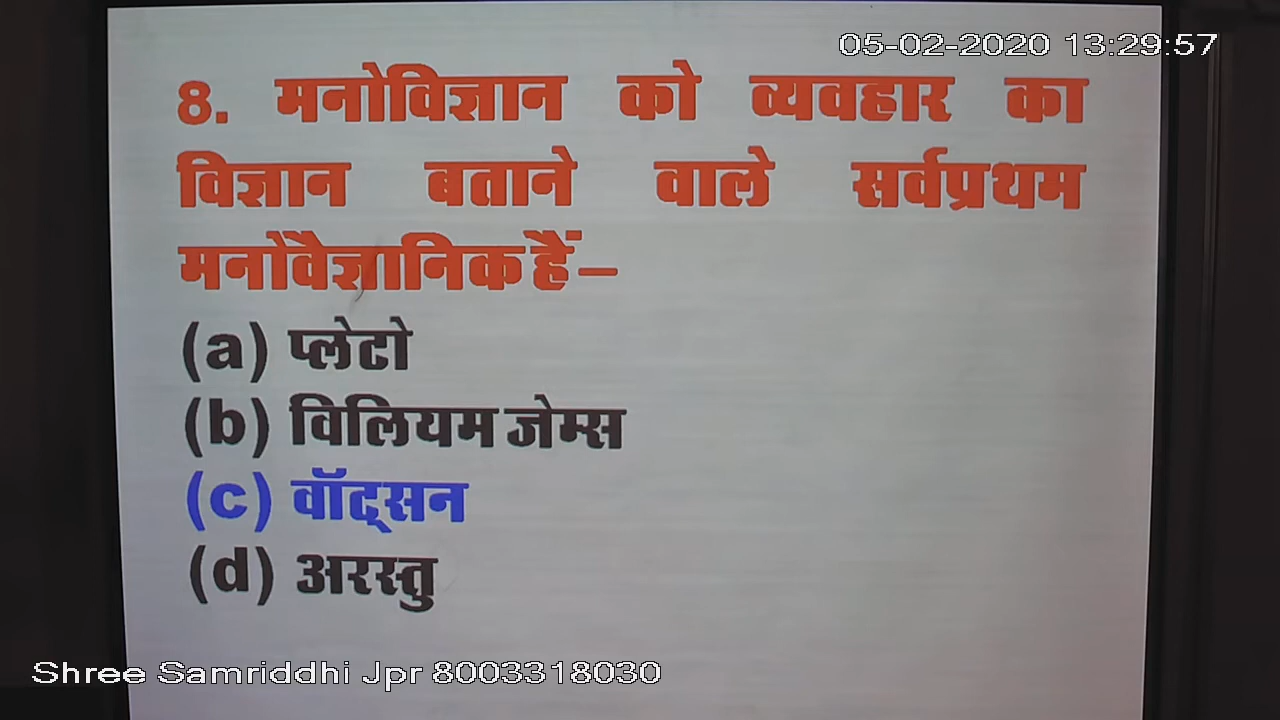 05-02-2020 13:29:57
8. मनोविज्ञान को व्यवहार का
विज्ञान बताने वाले सर्वप्रथम
मनोवैज्ञानिक हैं–
(a) प्लेटो
(b) विलियम जेम्स
(c) वॉट्सन
(d) अरस्तु
Shree Samriddhi Jpr 8003318030